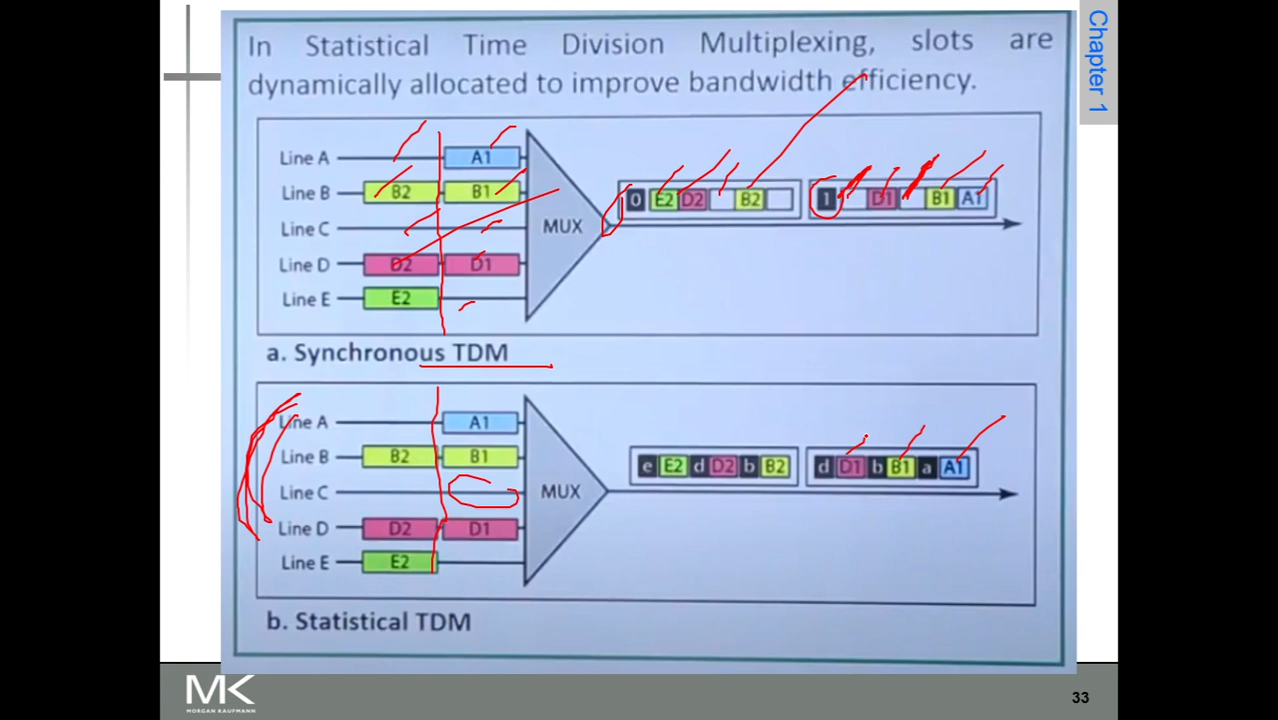 Chapter 1
In Statistical Time Division Multiplexing, slots are
dynamically allocated to improve bandwidth efficiency.
Line A A1
Line B B2 B1
Line C
Line D D2 D1
Line E E2
MUX
0 E2 D2 B2
1 D1 B1 A1
a. Synchronous TDM
Line A A1
Line B B2 B1
Line C
Line D D2 D1
Line E E2
MUX
e E2 d D2 b B2
d D1 b B1 a A1
b. Statistical TDM
MK
MORGAN KAUFMANN
33